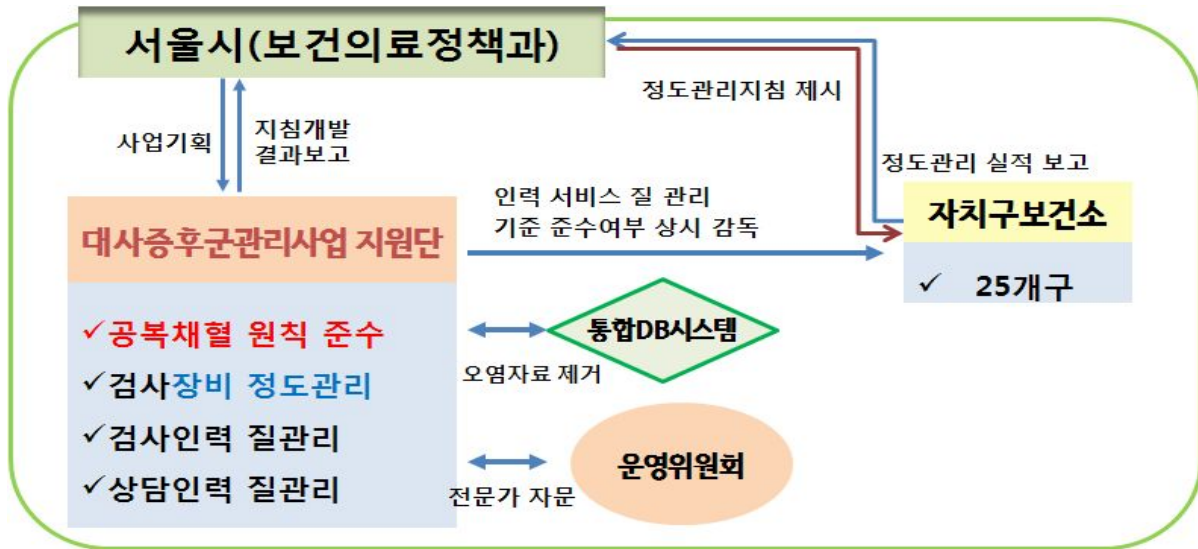 서울시(보건의료정책과)
정도관리지침 제시
사업기획
지침개발
결과보고
정도관리 실적 보고
인력 서비스 질 관리
기준 준수여부 상시 감독
자치구보건소
✓ 25개구
대사증후군관리사업 지원단
✓공복채혈 원칙 준수
✓검사장비 정도관리
✓검사인력 질관리
✓상담인력 질관리
통합DB시스템
오염자료 제거
운영위원회
전문가 자문